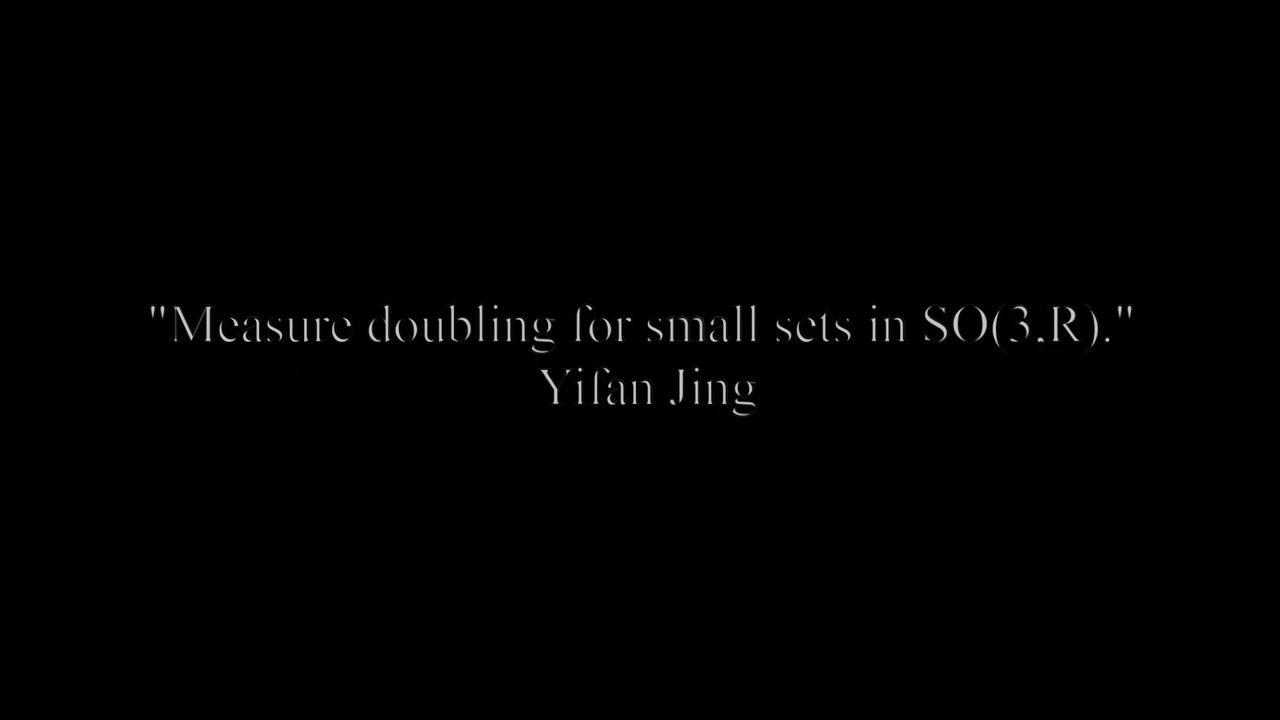 "Measure doubling for small sets in SO(3,R)."
Yifan Jing